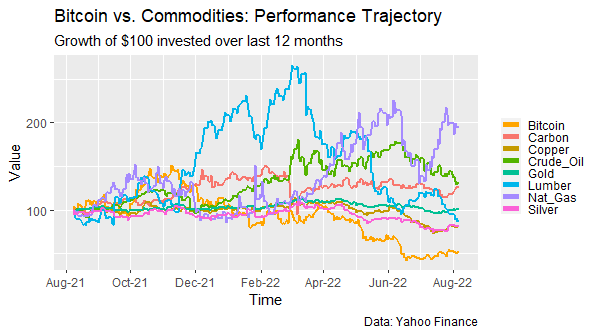 Bitcoin vs. Commodities: Performance Trajectory
Growth of $100 invested over last 12 months
Value
200
100
Aug-21 Oct-21 Dec-21 Feb-22 Apr-22 Jun-22 Aug-22
Time
Bitcoin
Carbon
Copper
Crude_Oil
Gold
Lumber
Nat_Gas
Silver
Data: Yahoo Finance